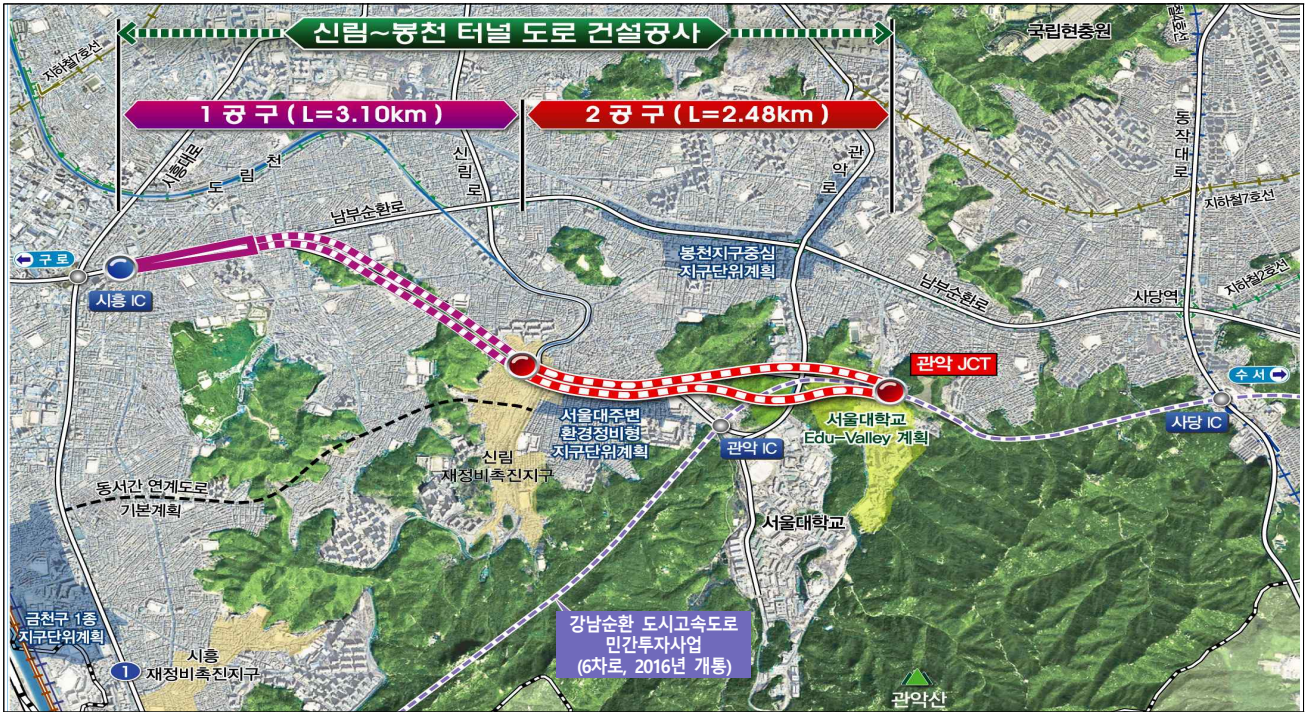 신림~봉천 터널 도로 건설공사
국립현충원
지하철7호선
1 공 구 ( L=3.10km )
2 공 구 ( L=2.48km )
시흥대로
도림천
신림로
관악로
동작대로
지하철7호선
남부순환로
구 로
시흥 IC
봉천지구중심
지구단위계획
남부순환로
지하철2호선
사당역
관악 JCT
수 서
사당 IC
서울대주변
환경정비형
지구단위계획
관악 IC
서울대학교
Edu-Valley 계획
신림
재정비촉진지구
동서간 연계도로
기본계획
서울대학교
금천구 1종
지구단위계획
강남순환 도시고속도로
민간투자사업
(6차로, 2016년 개통)
시흥
재정비촉진지구
1
관악산